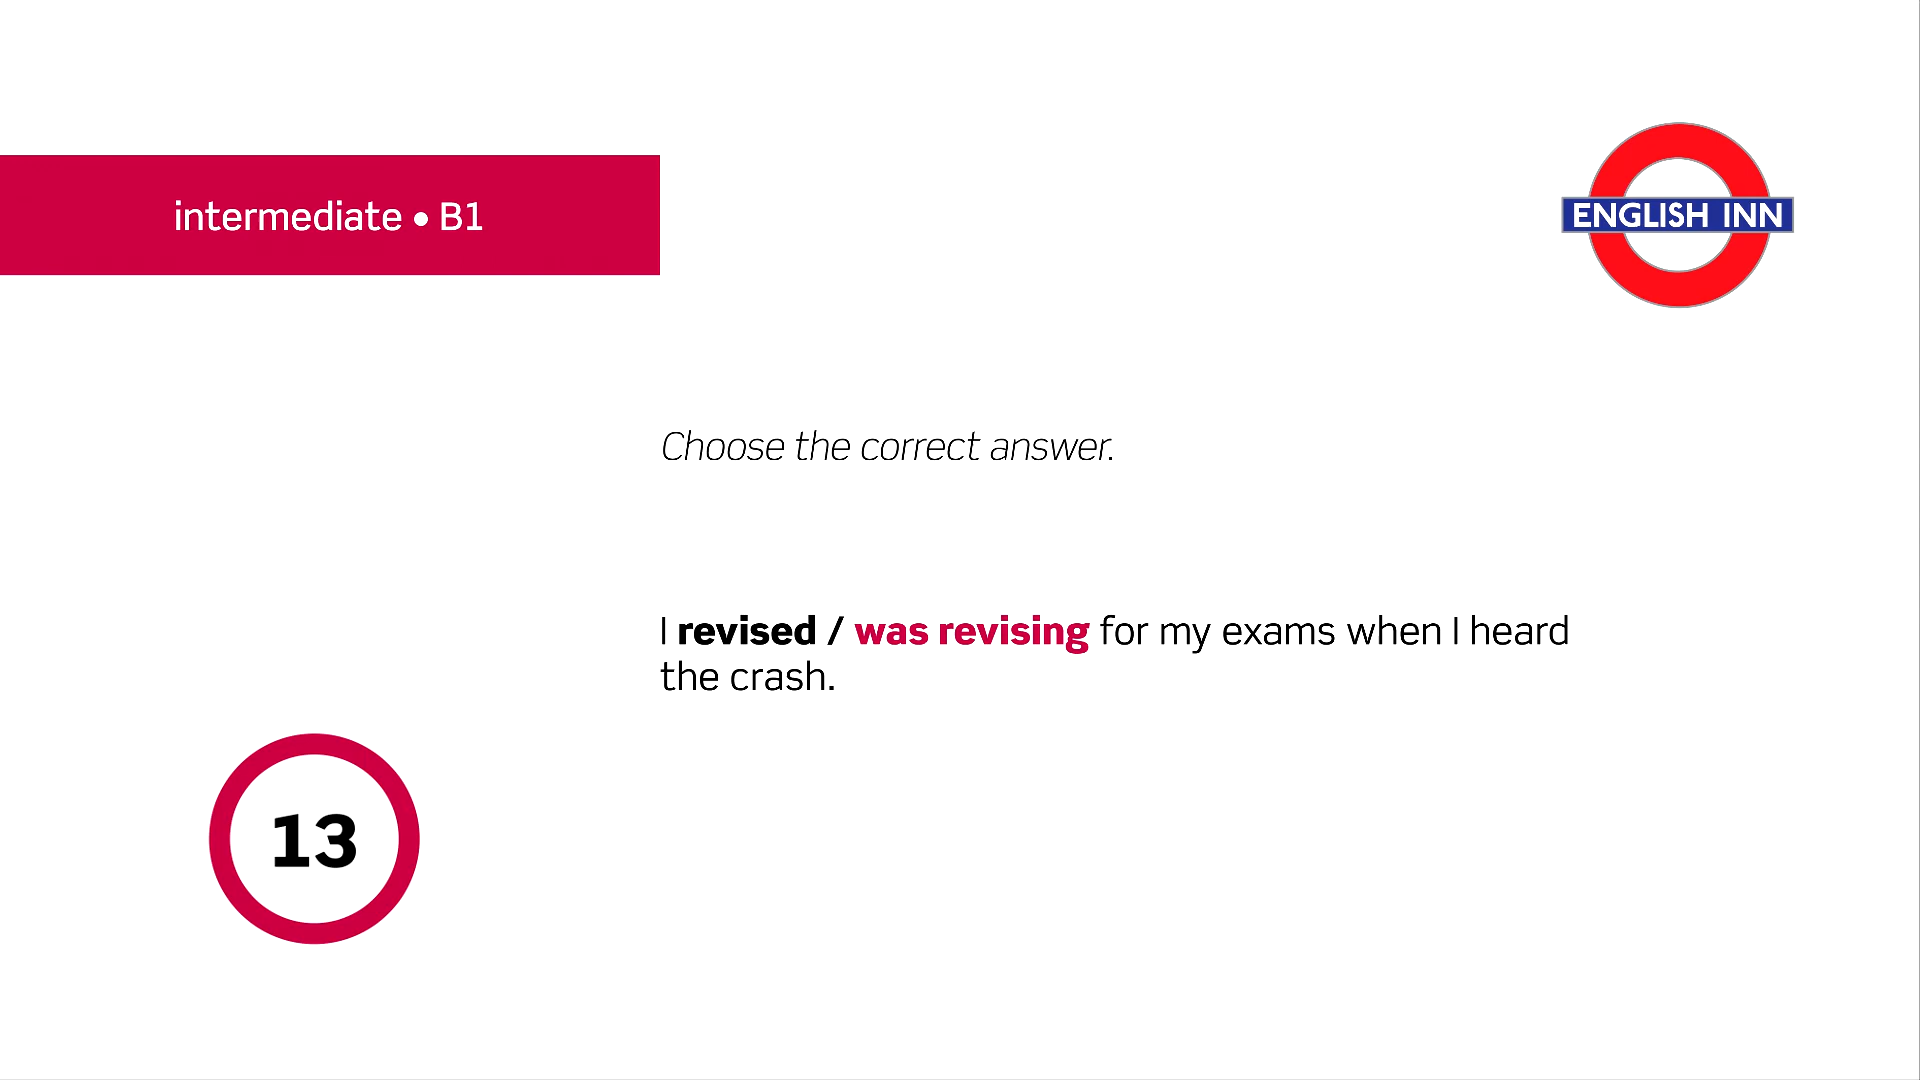 intermediate • B1
ENGLISH INN
Choose the correct answer.
I revised / was revising for my exams when I heard
the crash.
13